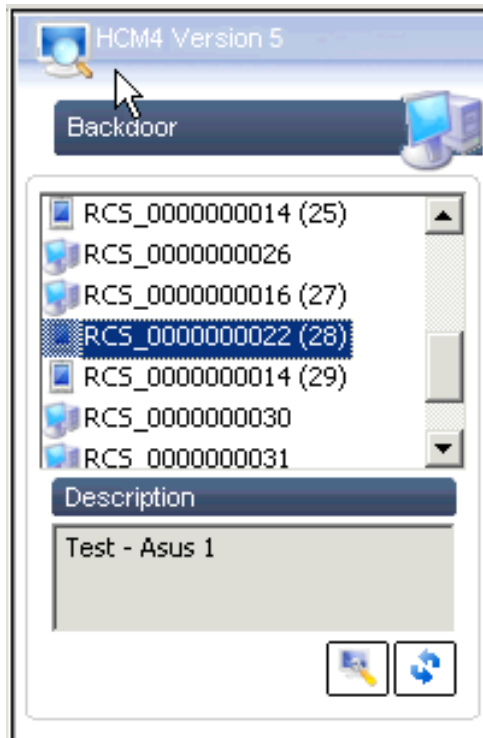 HCM4 Version 5
Backdoor
RCS_0000000014 (25)
RCS_0000000026
RCS_0000000016 (27)
RCS_0000000022 (28)
RCS_0000000014 (29)
RCS_0000000030
RCS_0000000031
Description
Test - Asus 1